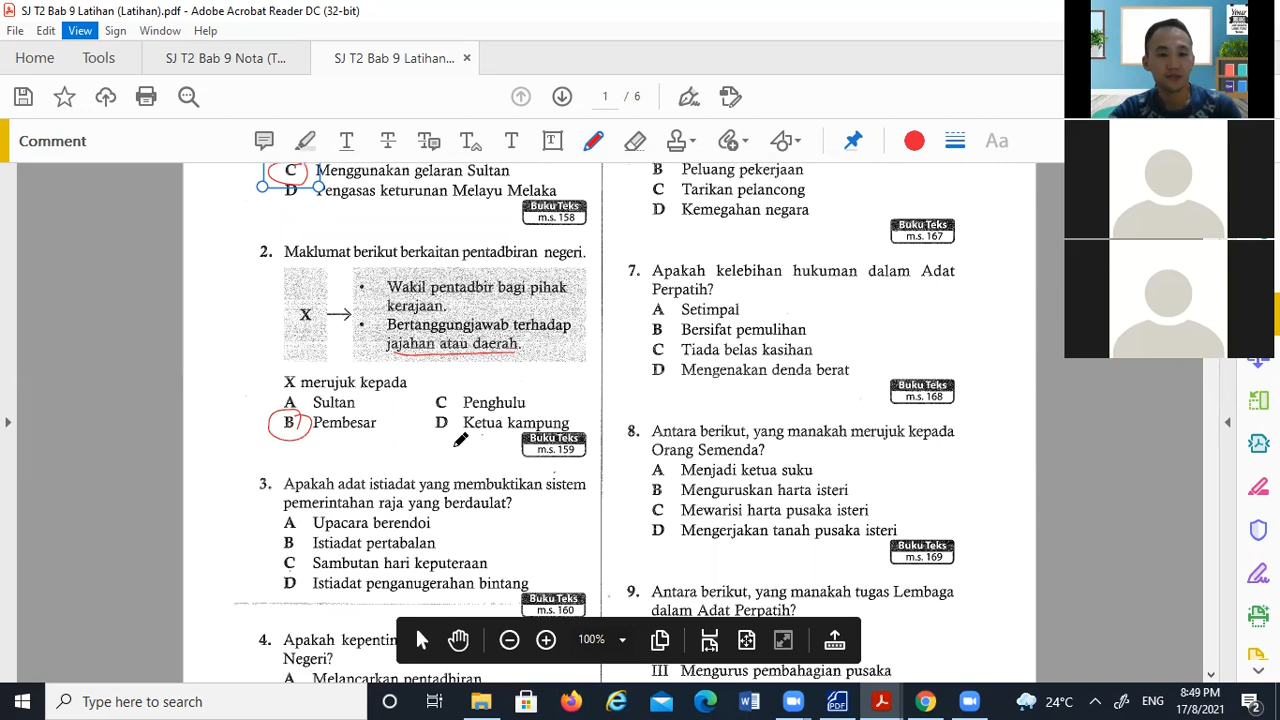 SJ T2 Bab 9 Latihan (Latihan).pdf - Adobe Acrobat Reader DC (32-bit)
File Edit View Sign Window Help
Home Tools SJ T2 Bab 9 Nota (T... SJ T2 Bab 9 Latihan...
1 / 6
Comment
C Menggunakan gelaran Sultan
D Pengasas keturunan Melayu Melaka
Buku Teks
m.s. 158
2. Maklumat berikut berkaitan pentadbiran negeri.
X
• Wakil pentadbir bagi pihak
kerajaan.
• Bertanggungjawab terhadap
jajahan atau daerah.
X merujuk kepada
A Sultan C Penghulu
B Pembesar D Ketua kampung
Buku Teks
m.s. 159
3. Apakah adat istiadat yang membuktikan sistem
pemerintahan raja yang berdaulat?
A Upacara berendoi
B Istiadat pertabalan
C Sambutan hari keputeraan
D Istiadat penganugerahan bintang
Buku Teks
m.s. 160
4. Apakah
Negeri?
A Melancarkan pentadbiran
B Peluang pekerjaan
C Tarikan pelancong
D Kemegahan negara
Buku Teks
m.s. 167
7. Apakah kelebihan hukuman dalam Adat
Perpatih?
A Setimpal
B Bersifat pemulihan
C Tiada belas kasihan
D Mengenakan denda berat
Buku Teks
m.s. 168
8. Antara berikut, yang manakah merujuk kepada
Orang Semenda?
A Menjadi ketua suku
B Menguruskan harta isteri
C Mewarisi harta pusaka isteri
D Mengerjakan tanah pusaka isteri
Buku Teks
m.s. 169
9. Antara berikut, yang manakah tugas Lembaga
dalam Adat Perpatih?
III Mengurus pembahagian pusaka
100%
Type here to search
24°C ENG
8:49 PM
17/8/2021